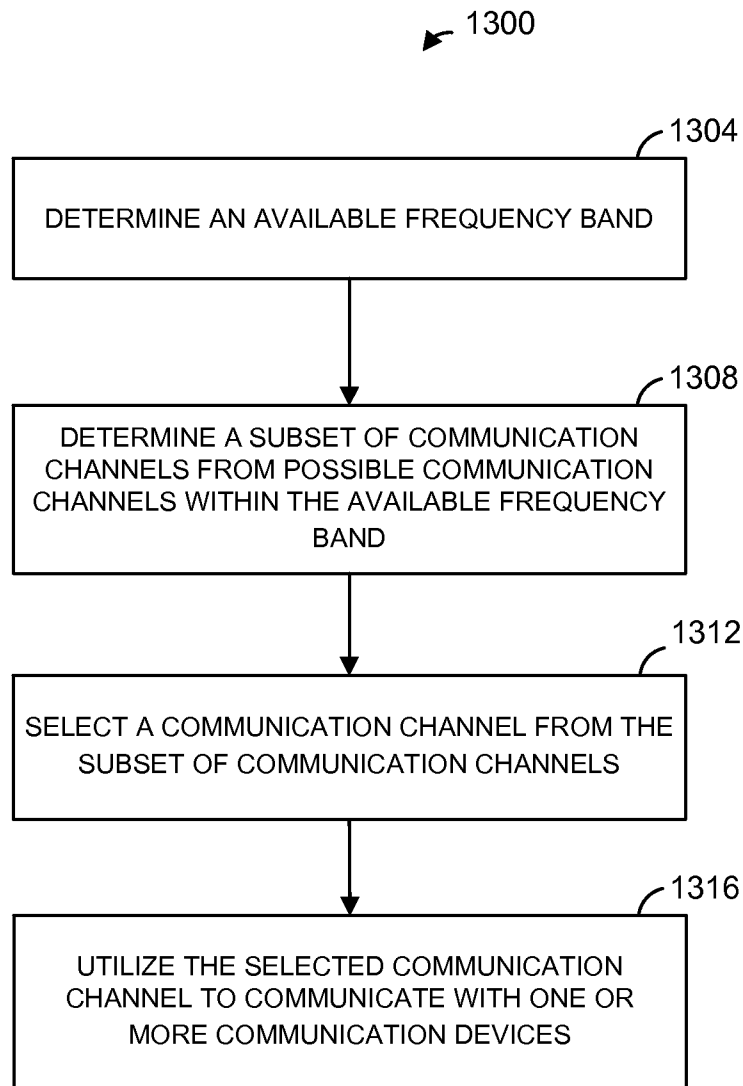 1300
1304
DETERMINE AN AVAILABLE FREQUENCY BAND
1308
DETERMINE A SUBSET OF COMMUNICATION
CHANNELS FROM POSSIBLE COMMUNICATION
CHANNELS WITHIN THE AVAILABLE FREQUENCY
BAND
1312
SELECT A COMMUNICATION CHANNEL FROM THE
SUBSET OF COMMUNICATION CHANNELS
1316
UTILIZE THE SELECTED COMMUNICATION
CHANNEL TO COMMUNICATE WITH ONE OR
MORE COMMUNICATION DEVICES